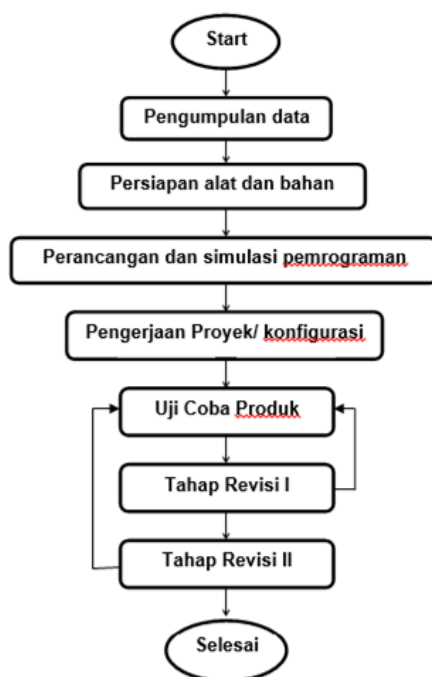 Start
Pengumpulan data
Persiapan alat dan bahan
Perancangan dan simulasi pemrograman
Pengerjaan Proyek/ konfigurasi
Uji Coba Produk
Tahap Revisi I
Tahap Revisi II
Selesai